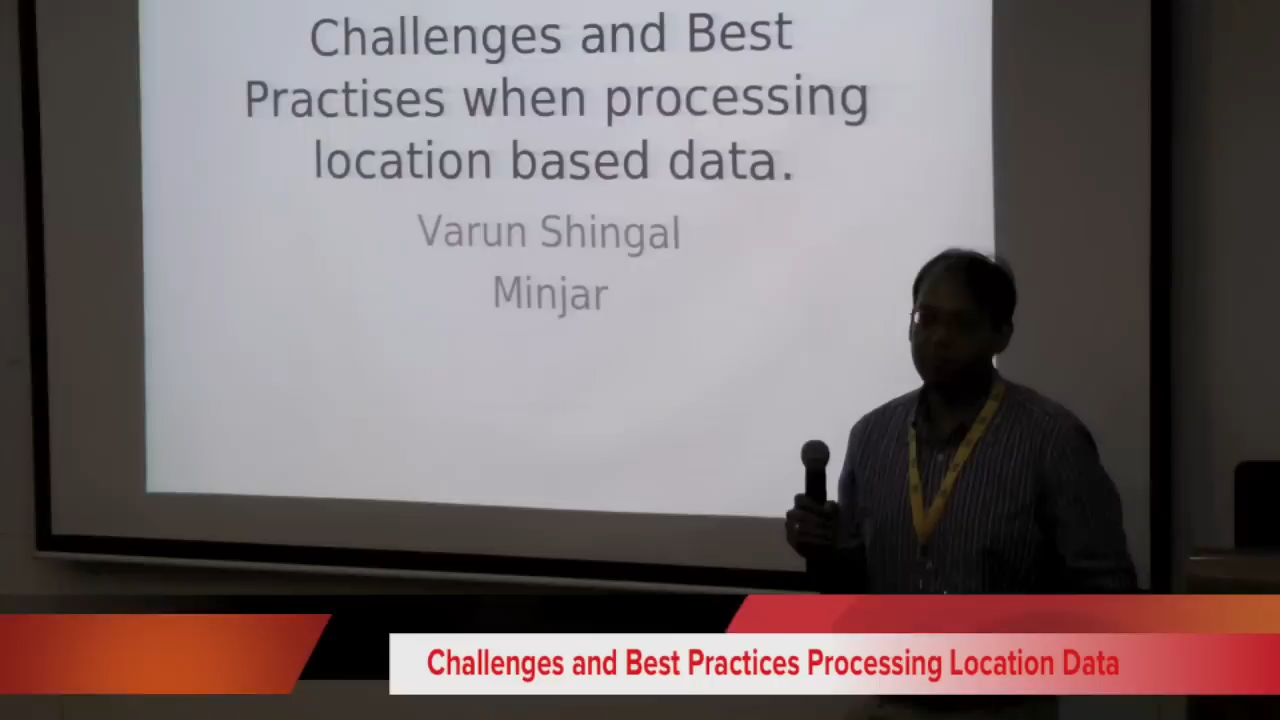 Challenges and Best
Practises when processing
location based data.
Varun Shingal
Minjar
Challenges and Best Practices Processing Location Data